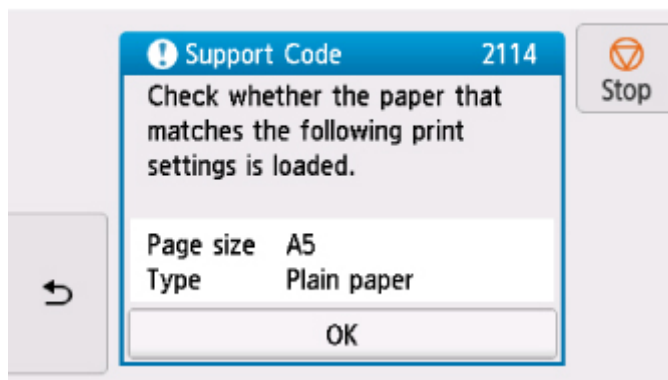 Support Code 2114
Stop
Check whether the paper that
matches the following print
settings is loaded.
Page size A5
Type Plain paper
OK